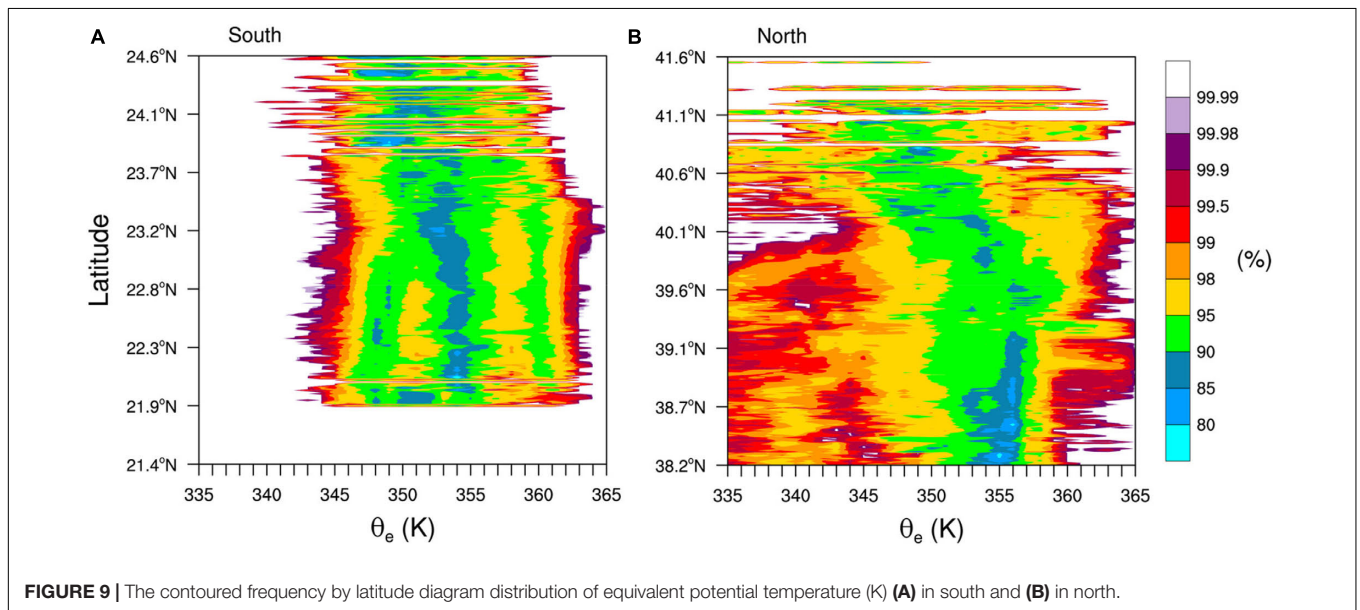 A South
24.6°N
24.1°N
23.7°N
23.2°N
22.8°N
22.3°N
21.9°N
21.4°N
Latitude
335 340 345 350 355 360 365
θe (K)
B North
41.6°N
41.1°N
40.6°N
40.1°N
39.6°N
39.1°N
38.7°N
38.2°N
335 340 345 350 355 360 365
θe (K)
99.99
99.98
99.9
99.5
99
98
95
90
85
80
(%)
FIGURE 9 | The contoured frequency by latitude diagram distribution of equivalent potential temperature (K) (A) in south and (B) in north.